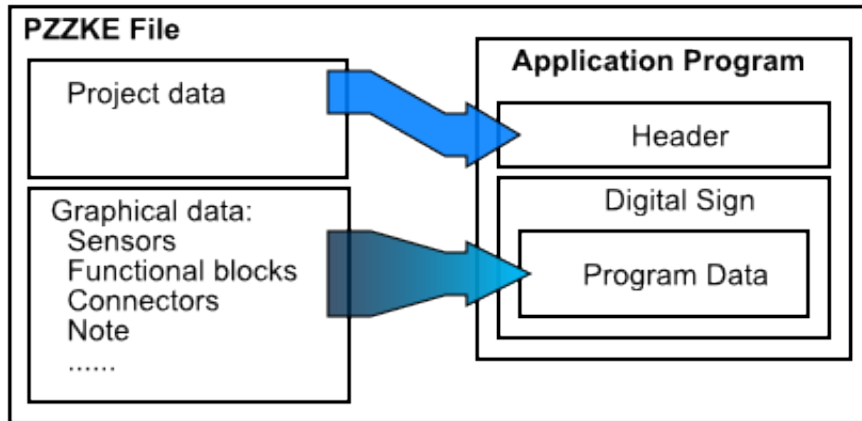 PZZKE File
Project data
Graphical data:
Sensors
Functional blocks
Connectors
Note
......
Application Program
Header
Digital Sign
Program Data